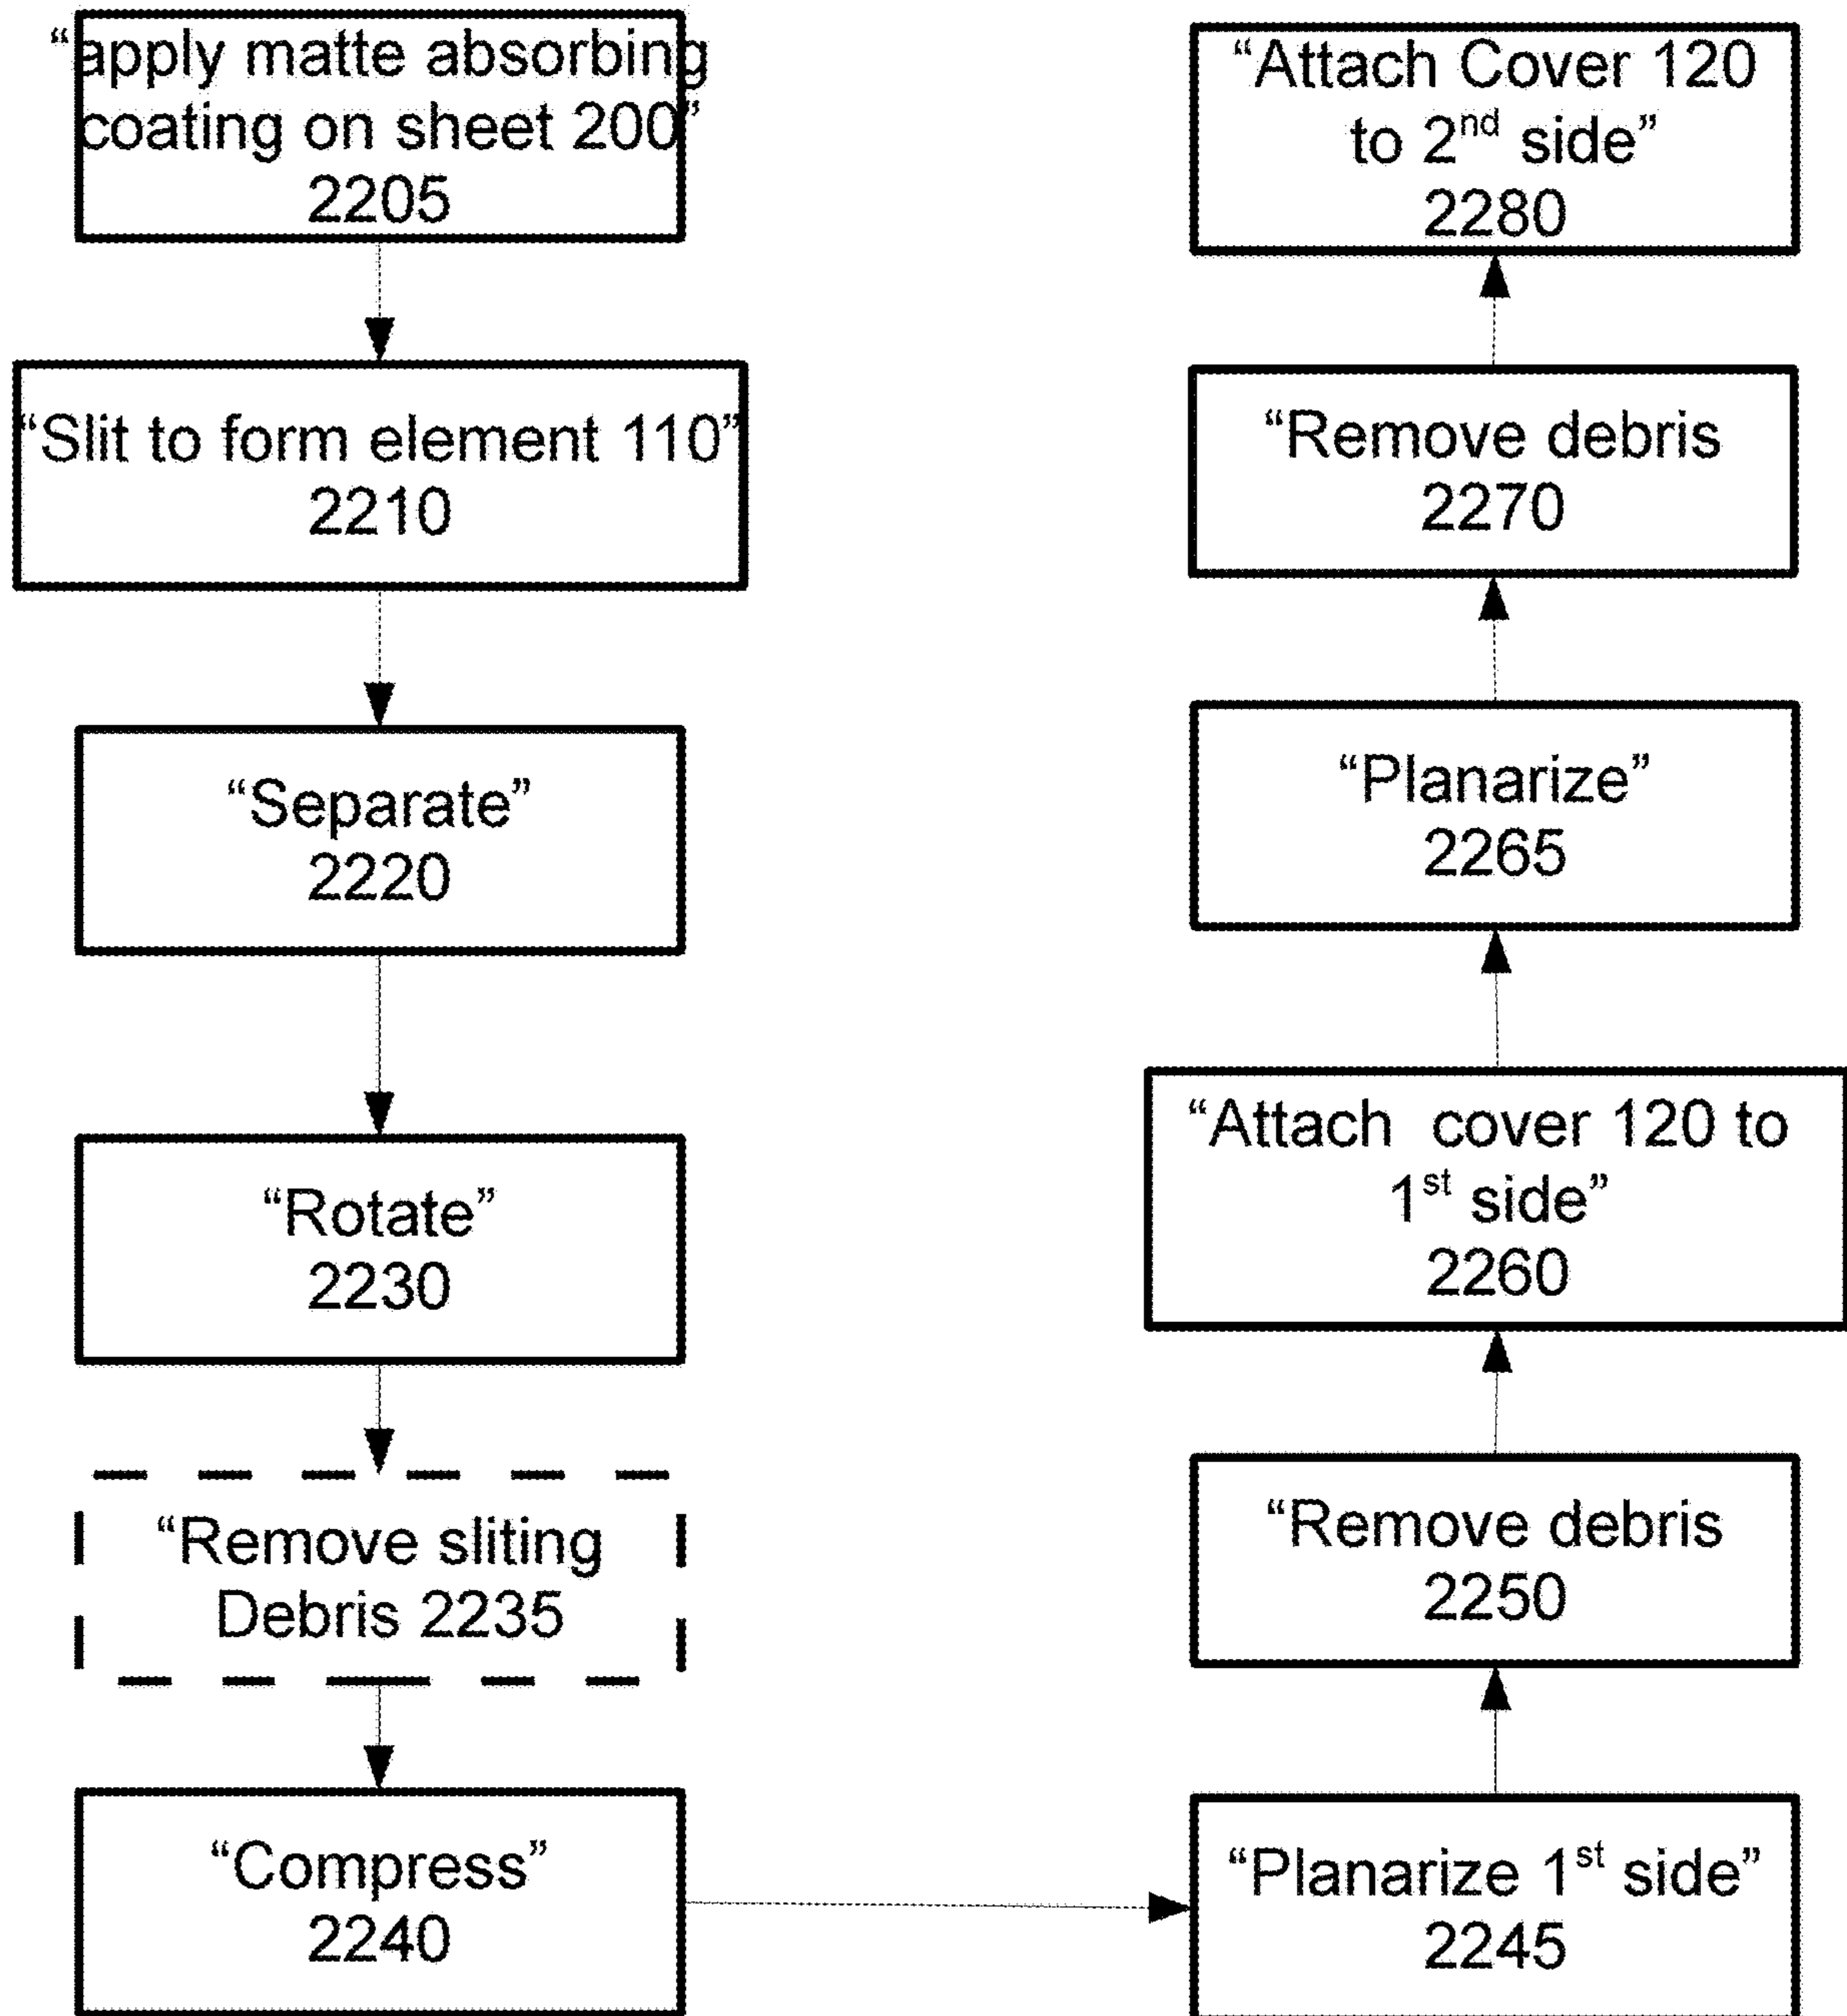 “apply matte absorbing
coating on sheet 200”
2205
“Slit to form element 110”
2210
“Separate”
2220
“Rotate”
2230
“Remove sliting
Debris 2235
“Compress”
2240
“Planarize 1st side”
2245
“Remove debris
2250
“Attach cover 120 to
1st side”
2260
“Planarize”
2265
“Remove debris
2270
“Attach Cover 120
to 2nd side”
2280